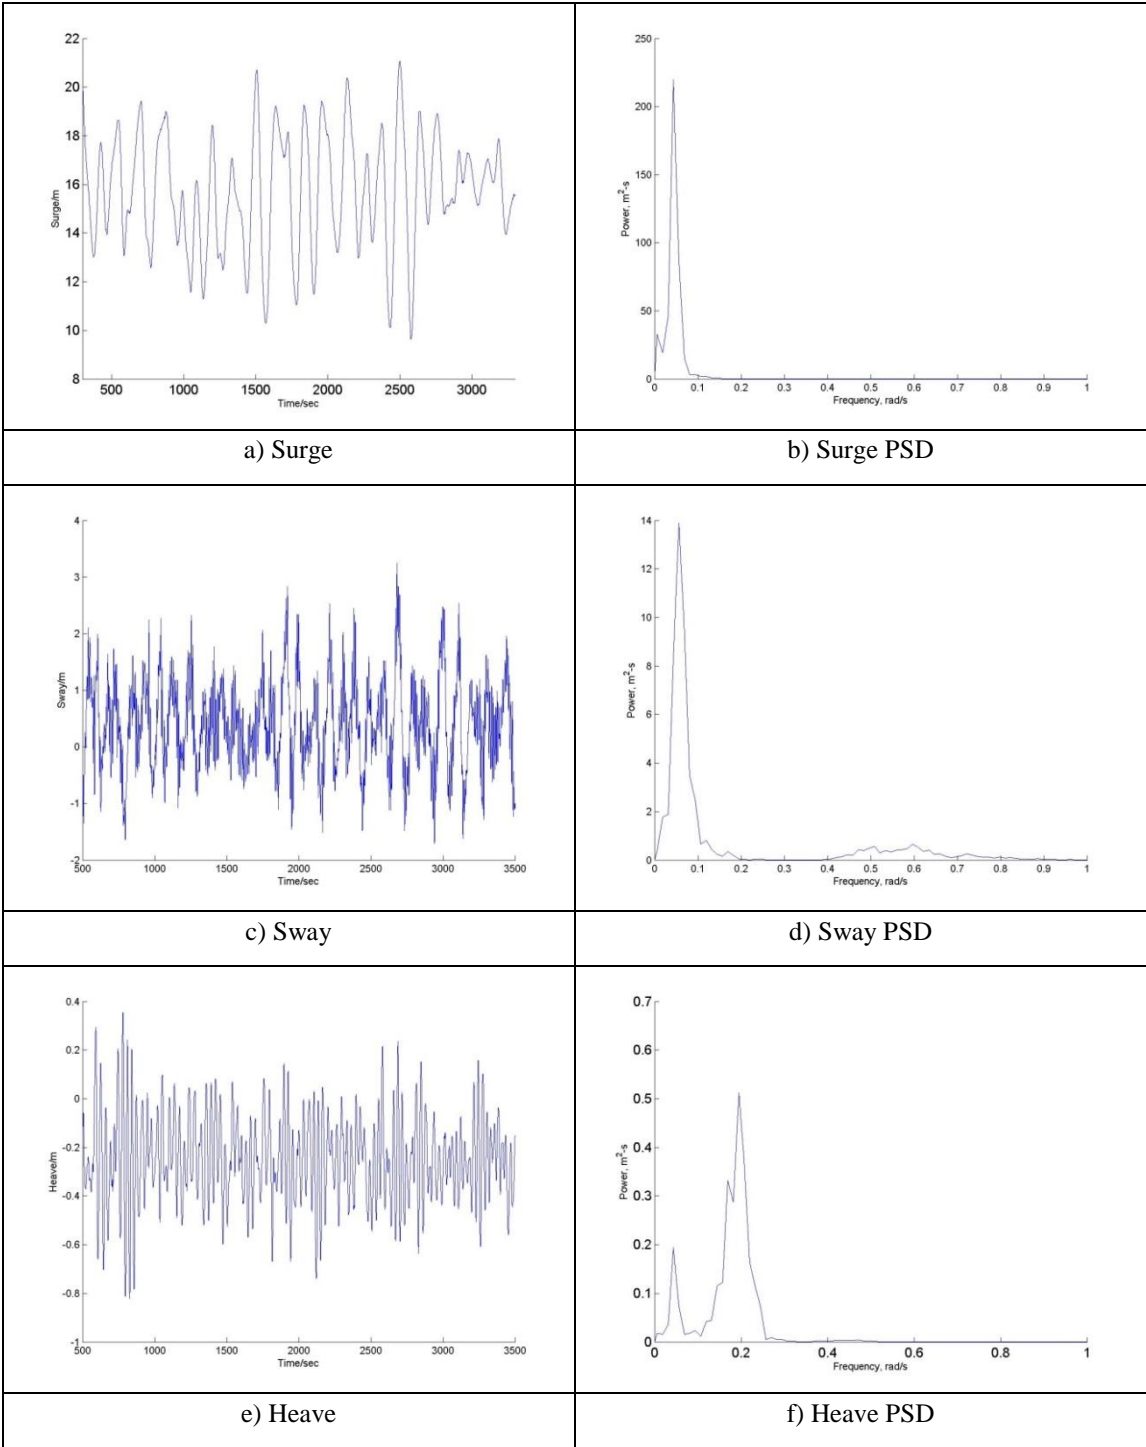 22
20
18
16
14
12
10
8
Surge/m
500 1000 1500 2000 2500 3000
Time/sec
250
200
150
100
50
0
Power, m²-s
0 0.1 0.2 0.3 0.4 0.5 0.6 0.7 0.8 0.9 1
Frequency, rad/s
a) Surge
b) Surge PSD
4
3
2
1
0
-1
-2
Sway/m
500 1000 1500 2000 2500 3000 3500
Time/sec
14
12
10
8
6
4
2
0
Power, m²-s
0 0.1 0.2 0.3 0.4 0.5 0.6 0.7 0.8 0.9 1
Frequency, rad/s
c) Sway
d) Sway PSD
0.4
0.2
0
-0.2
-0.4
-0.6
-0.8
-1
Heave/m
500 1000 1500 2000 2500 3000 3500
Time/sec
0.7
0.6
0.5
0.4
0.3
0.2
0.1
0
Power, m²-s
0 0.2 0.4 0.6 0.8 1
Frequency, rad/s
e) Heave
f) Heave PSD